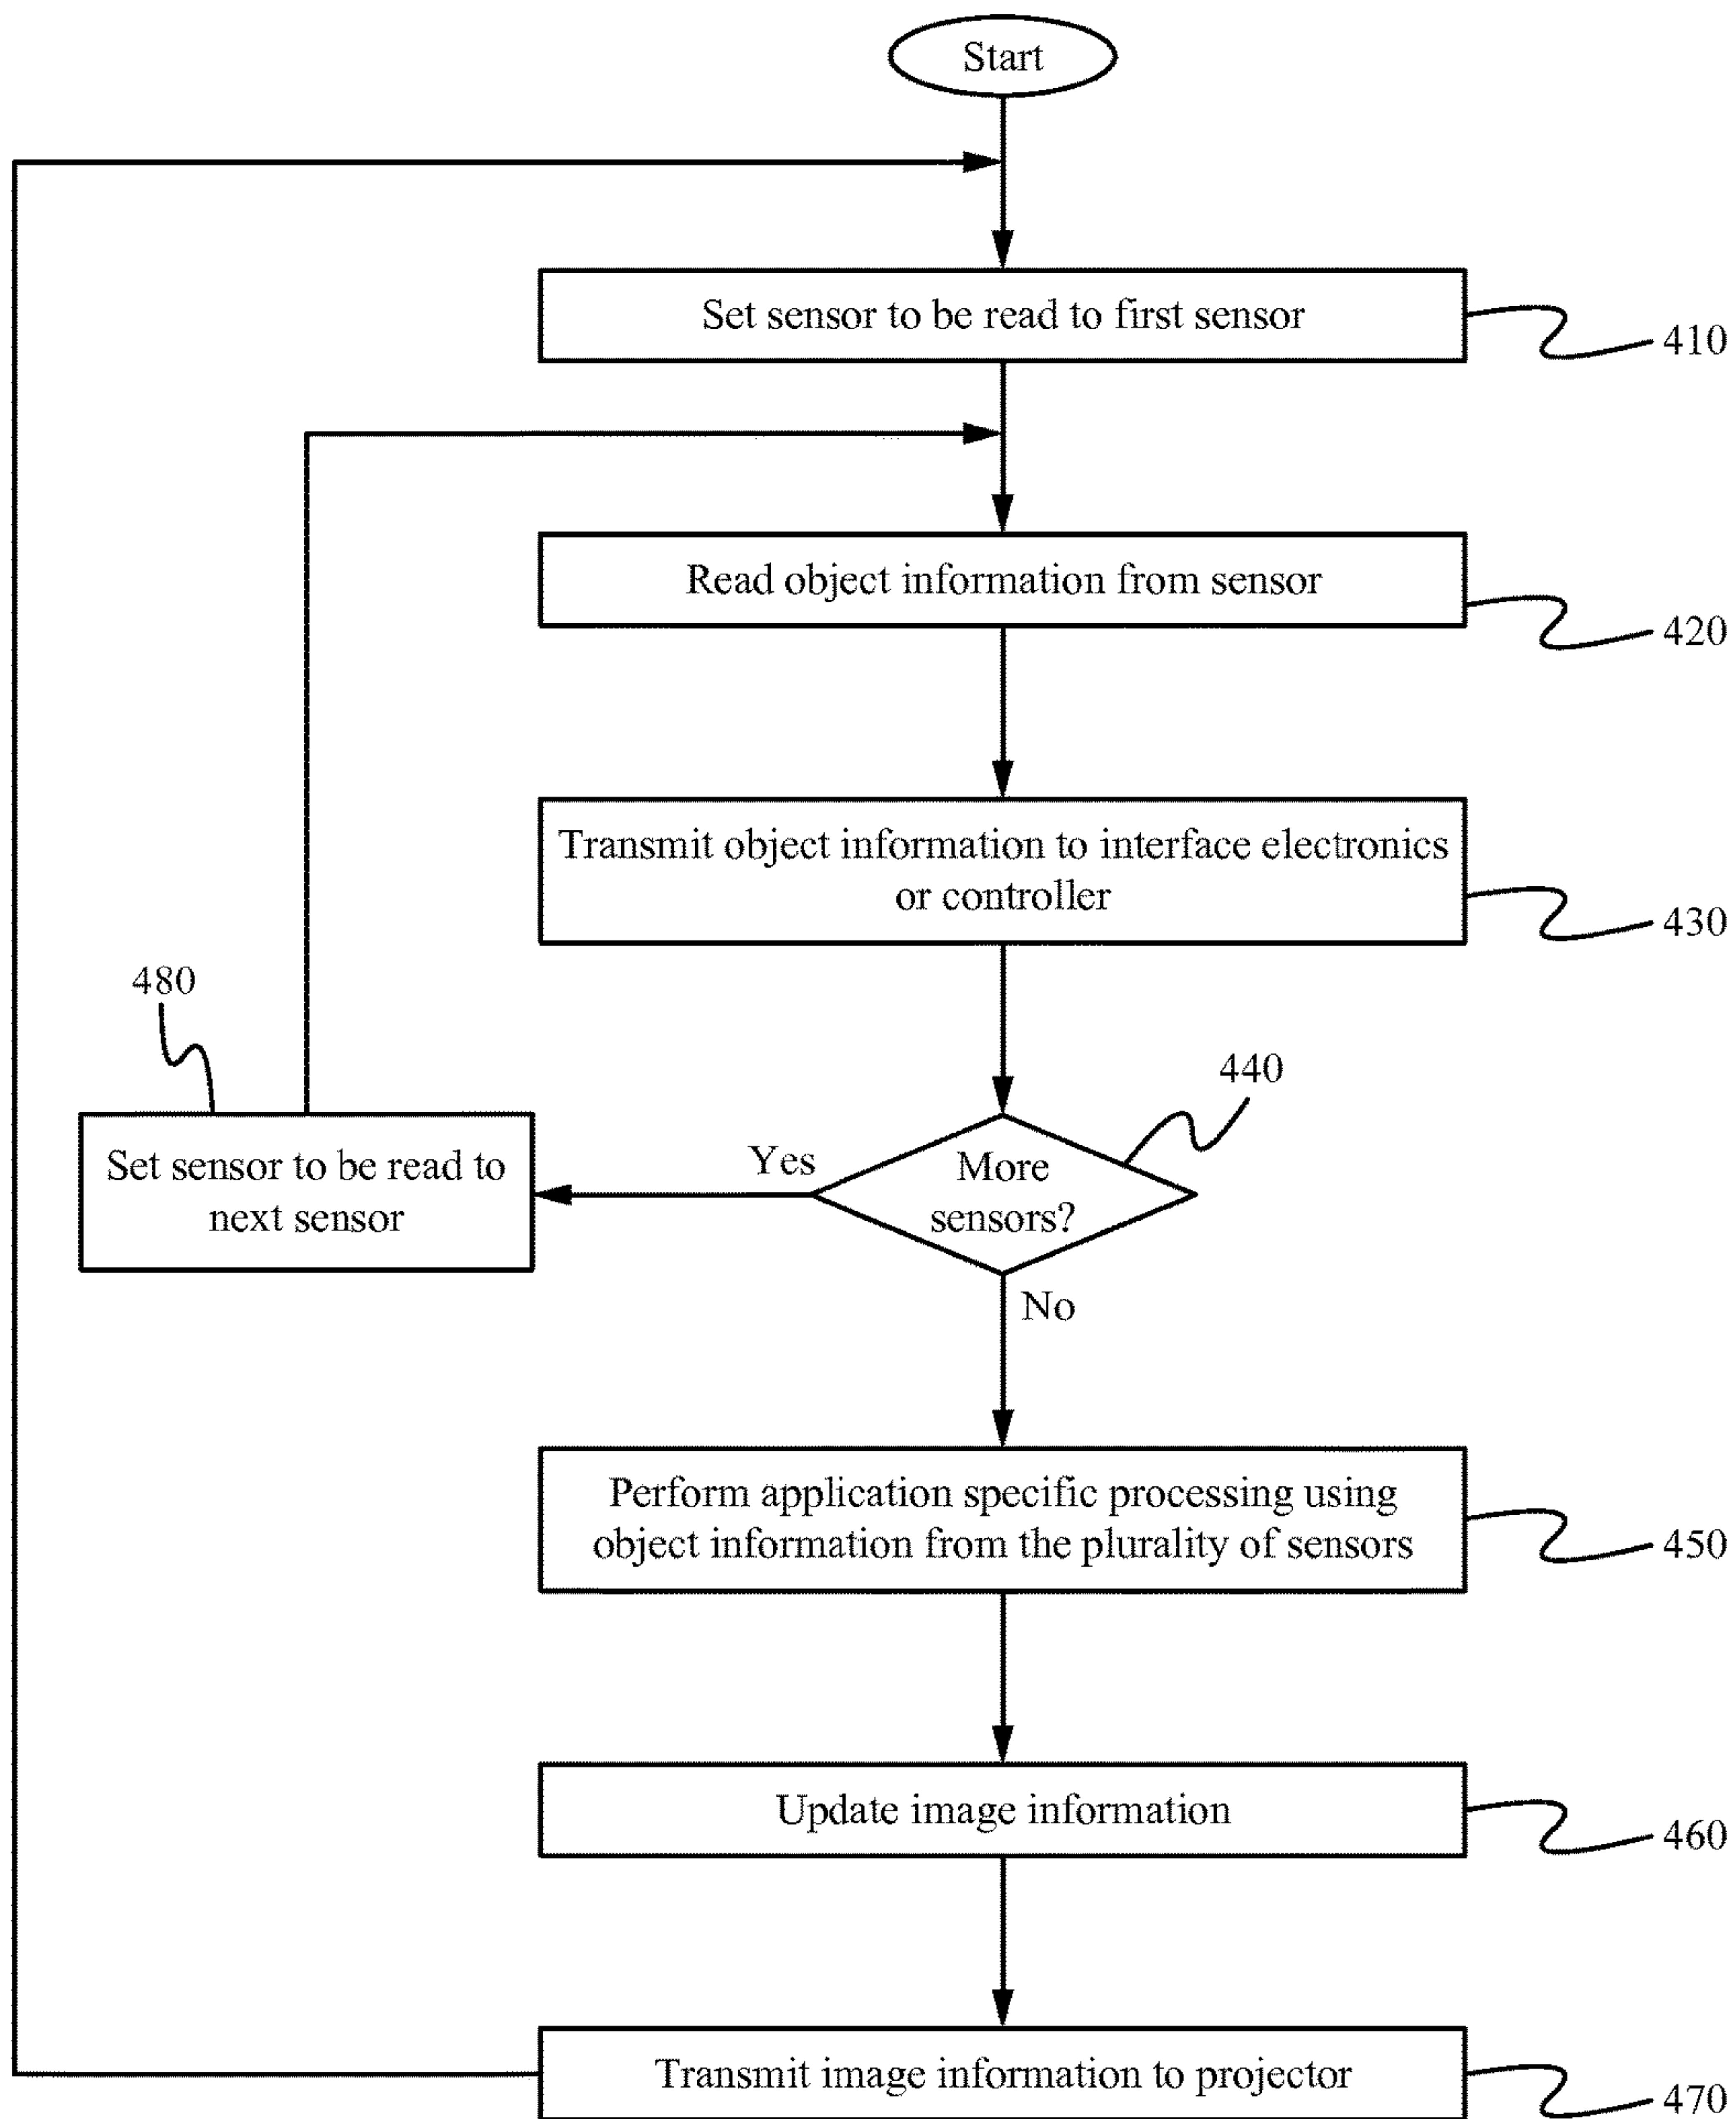 Start
Set sensor to be read to first sensor
410
Read object information from sensor
420
Transmit object information to interface electronics
or controller
430
480
440
Set sensor to be read to
next sensor
Yes
More
sensors?
No
Perform application specific processing using
object information from the plurality of sensors
450
Update image information
460
Transmit image information to projector
470